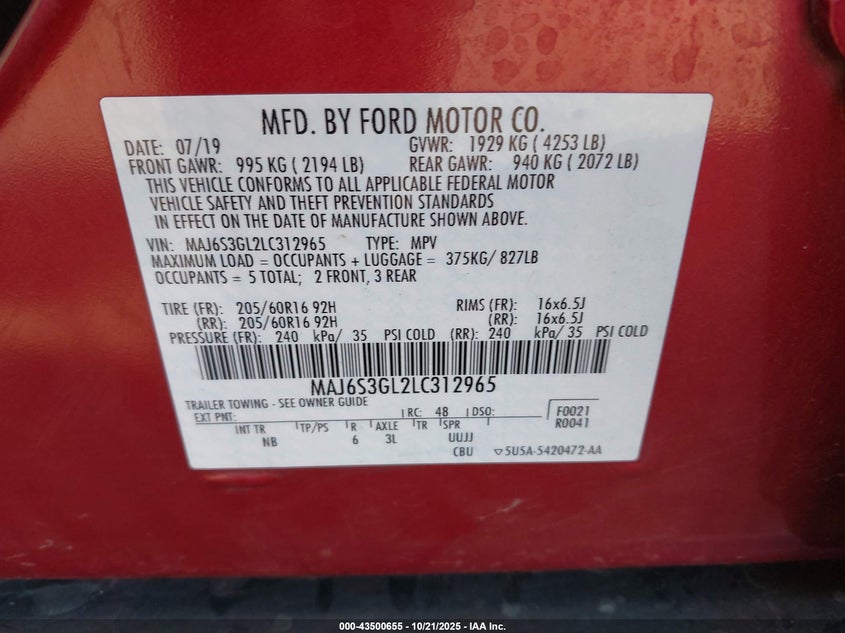 MFD. BY FORD MOTOR CO.
DATE: 07/19 GVWR: 1929 KG ( 4253 LB)
FRONT GAWR: 995 KG ( 2194 LB) REAR GAWR: 940 KG ( 2072 LB)
THIS VEHICLE CONFORMS TO ALL APPLICABLE FEDERAL MOTOR
VEHICLE SAFETY AND THEFT PREVENTION STANDARDS
IN EFFECT ON THE DATE OF MANUFACTURE SHOWN ABOVE.
VIN: MAJ6S3GL2LC312965 TYPE: MPV
MAXIMUM LOAD = OCCUPANTS + LUGGAGE = 375KG/ 827LB
OCCUPANTS = 5 TOTAL; 2 FRONT, 3 REAR
TIRE (FR): 205/60R16 92H RIMS (FR): 16x6.5J
(RR): 205/60R16 92H (RR): 16x6.5J
PRESSURE (FR): 240 kPa/ 35 PSI COLD (RR): 240 kPa/ 35 PSI COLD
MAJ6S3GL2LC312965
TRAILER TOWING - SEE OWNER GUIDE
EXT PNT: RC: 48 DSO: F0021
R0041
INT TR TP/PS R AXLE TR SPR
NB 6 3L UUJJ
CBU 5U5A-5420472-AA
000-43500655 - 10/21/2025 - IAA Inc.